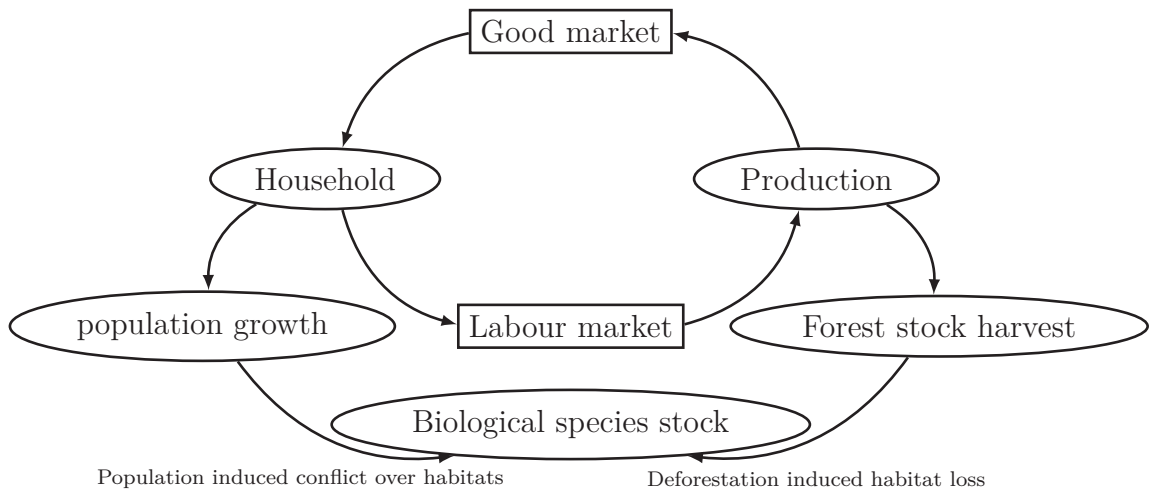 Good market
Household
Production
population growth
Labour market
Forest stock harvest
Biological species stock
Population induced conflict over habitats
Deforestation induced habitat loss